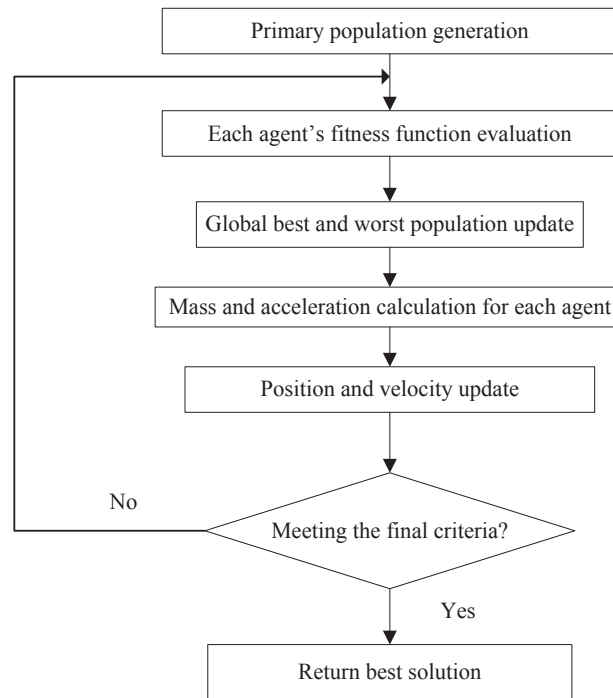 Primary population generation
Each agent’s fitness function evaluation
Global best and worst population update
Mass and acceleration calculation for each agent
Position and velocity update
No
Meeting the final criteria?
Yes
Return best solution